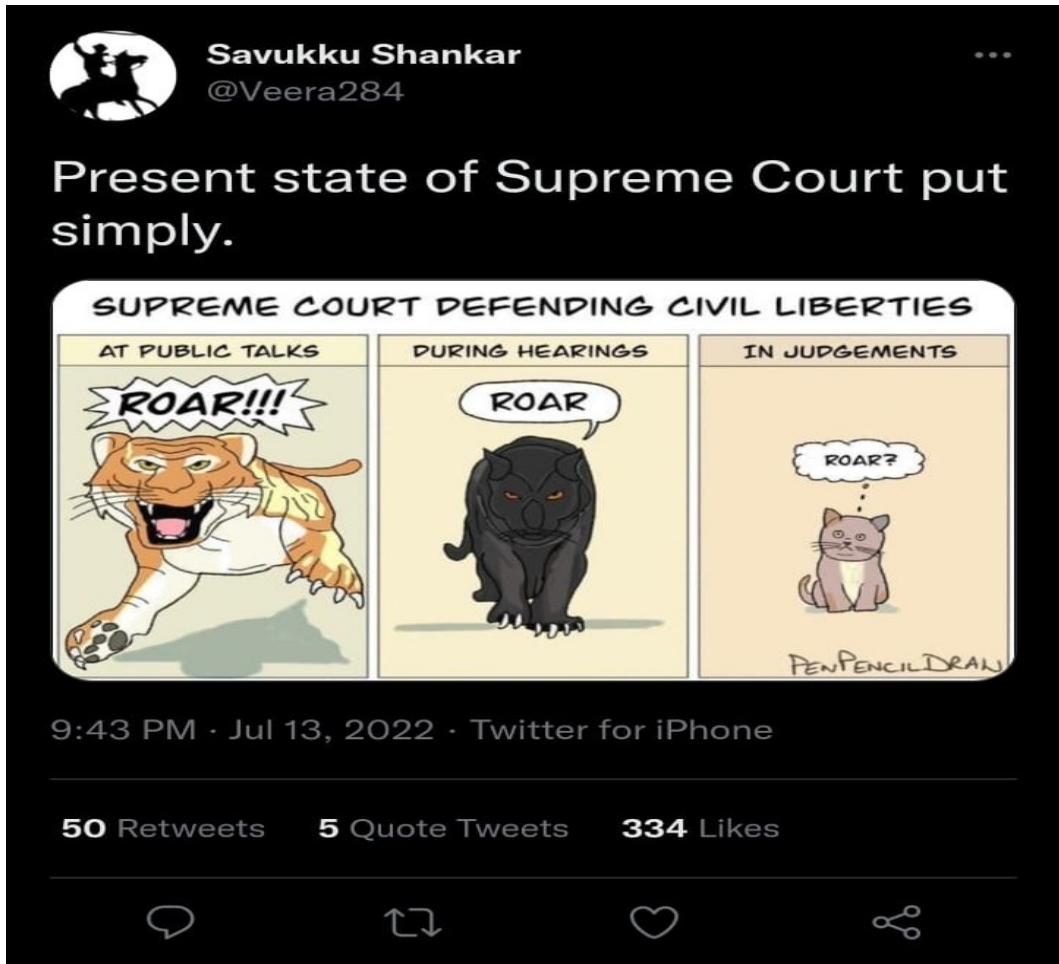 Savukku Shankar
@Veera284
Present state of Supreme Court put
simply.
SUPREME COURT DEFENDING CIVIL LIBERTIES
AT PUBLIC TALKS
ROAR!!!
DURING HEARINGS
ROAR
IN JUDGEMENTS
ROAR?
PENPENCILDRAW
9:43 PM · Jul 13, 2022 · Twitter for iPhone
50 Retweets 5 Quote Tweets 334 Likes